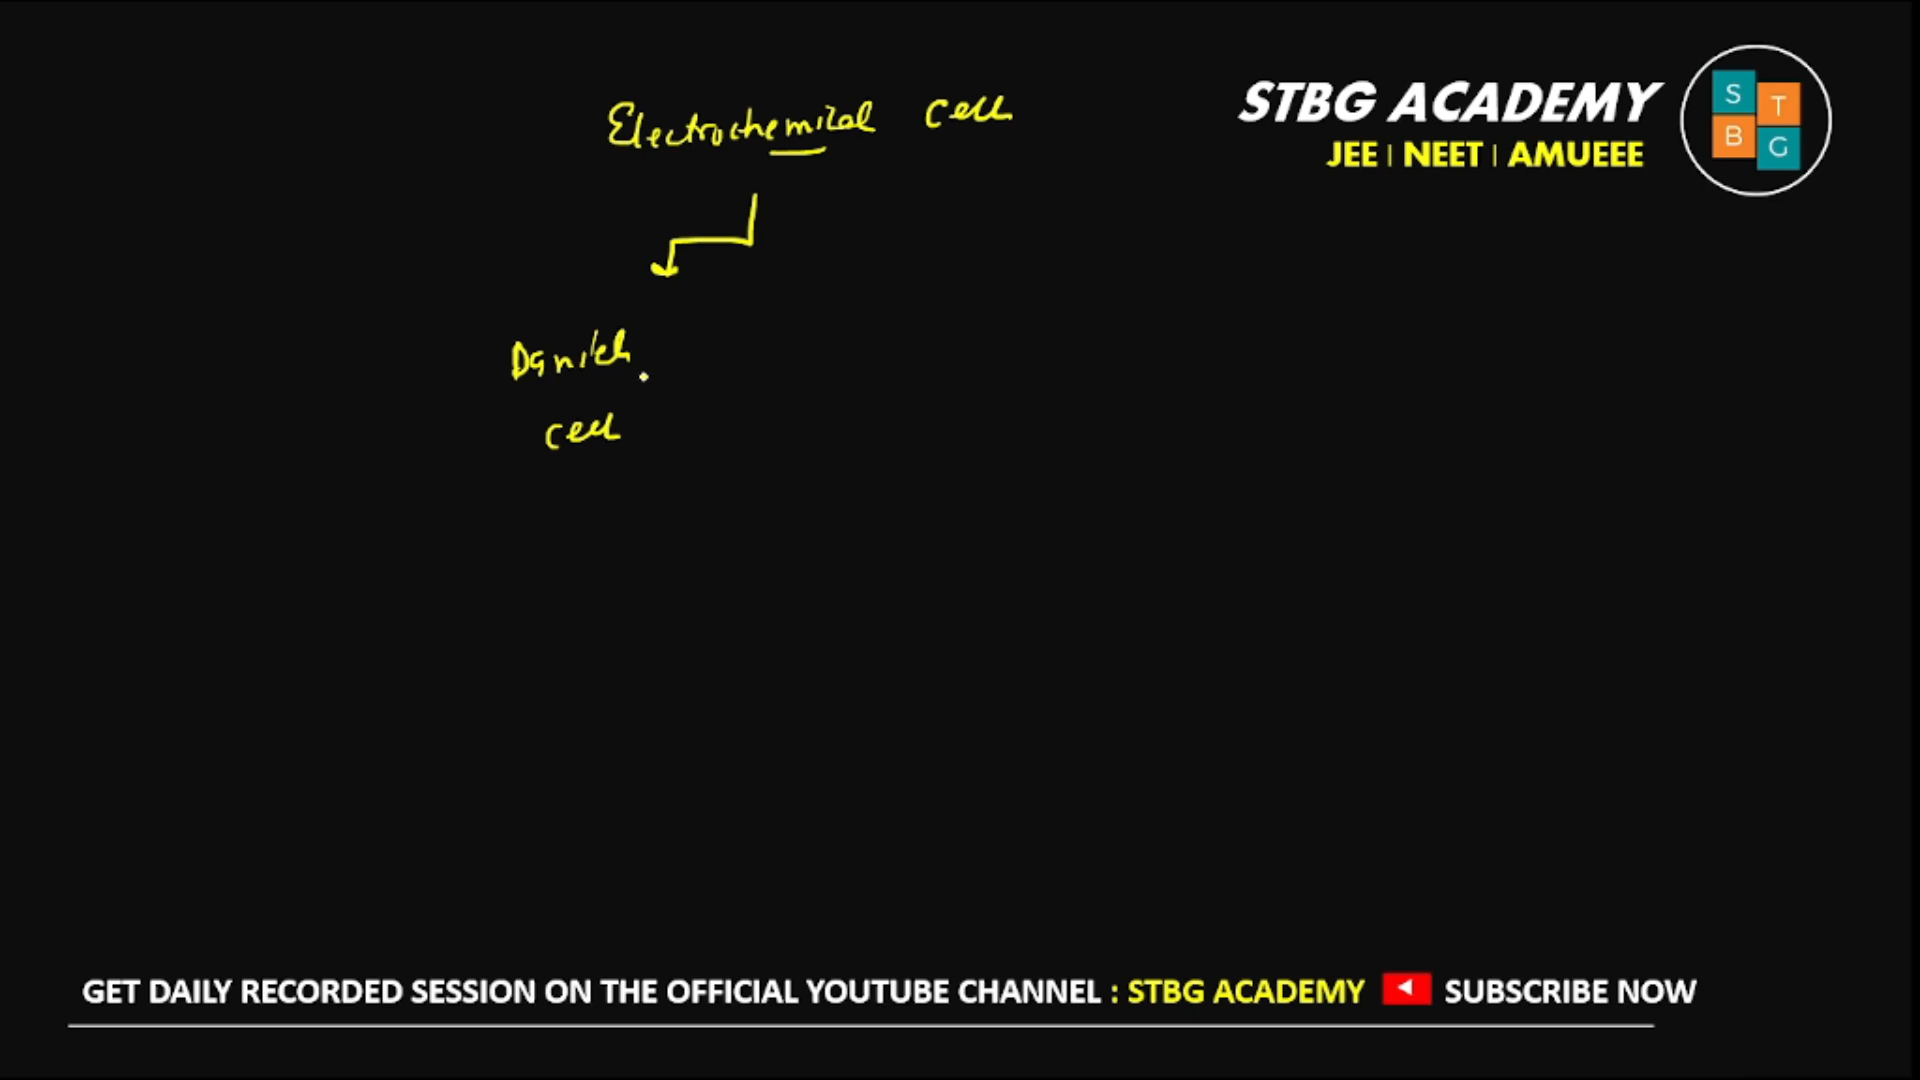 Electrochemical cell
STBG ACADEMY
JEE | NEET | AMUEEE
S T
B G
Daniel
cell
GET DAILY RECORDED SESSION ON THE OFFICIAL YOUTUBE CHANNEL : STBG ACADEMY SUBSCRIBE NOW